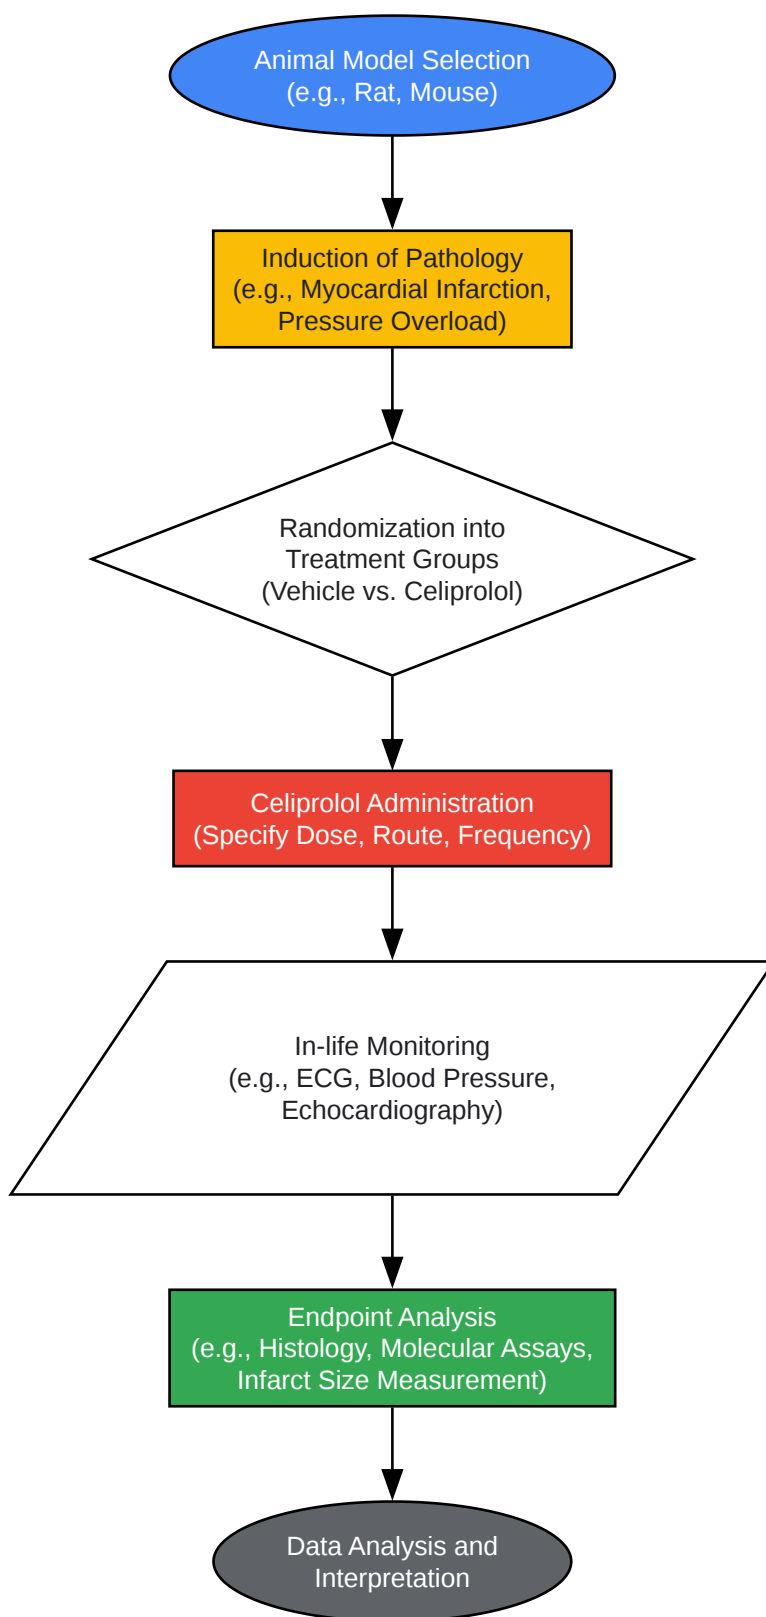 Animal Model Selection
(e.g., Rat, Mouse)
Induction of Pathology
(e.g., Myocardial Infarction,
Pressure Overload)
Randomization into
Treatment Groups
(Vehicle vs. Celiprolol)
Celiprolol Administration
(Specify Dose, Route, Frequency)
In-life Monitoring
(e.g., ECG, Blood Pressure,
Echocardiography)
Endpoint Analysis
(e.g., Histology, Molecular Assays,
Infarct Size Measurement)
Data Analysis and
Interpretation